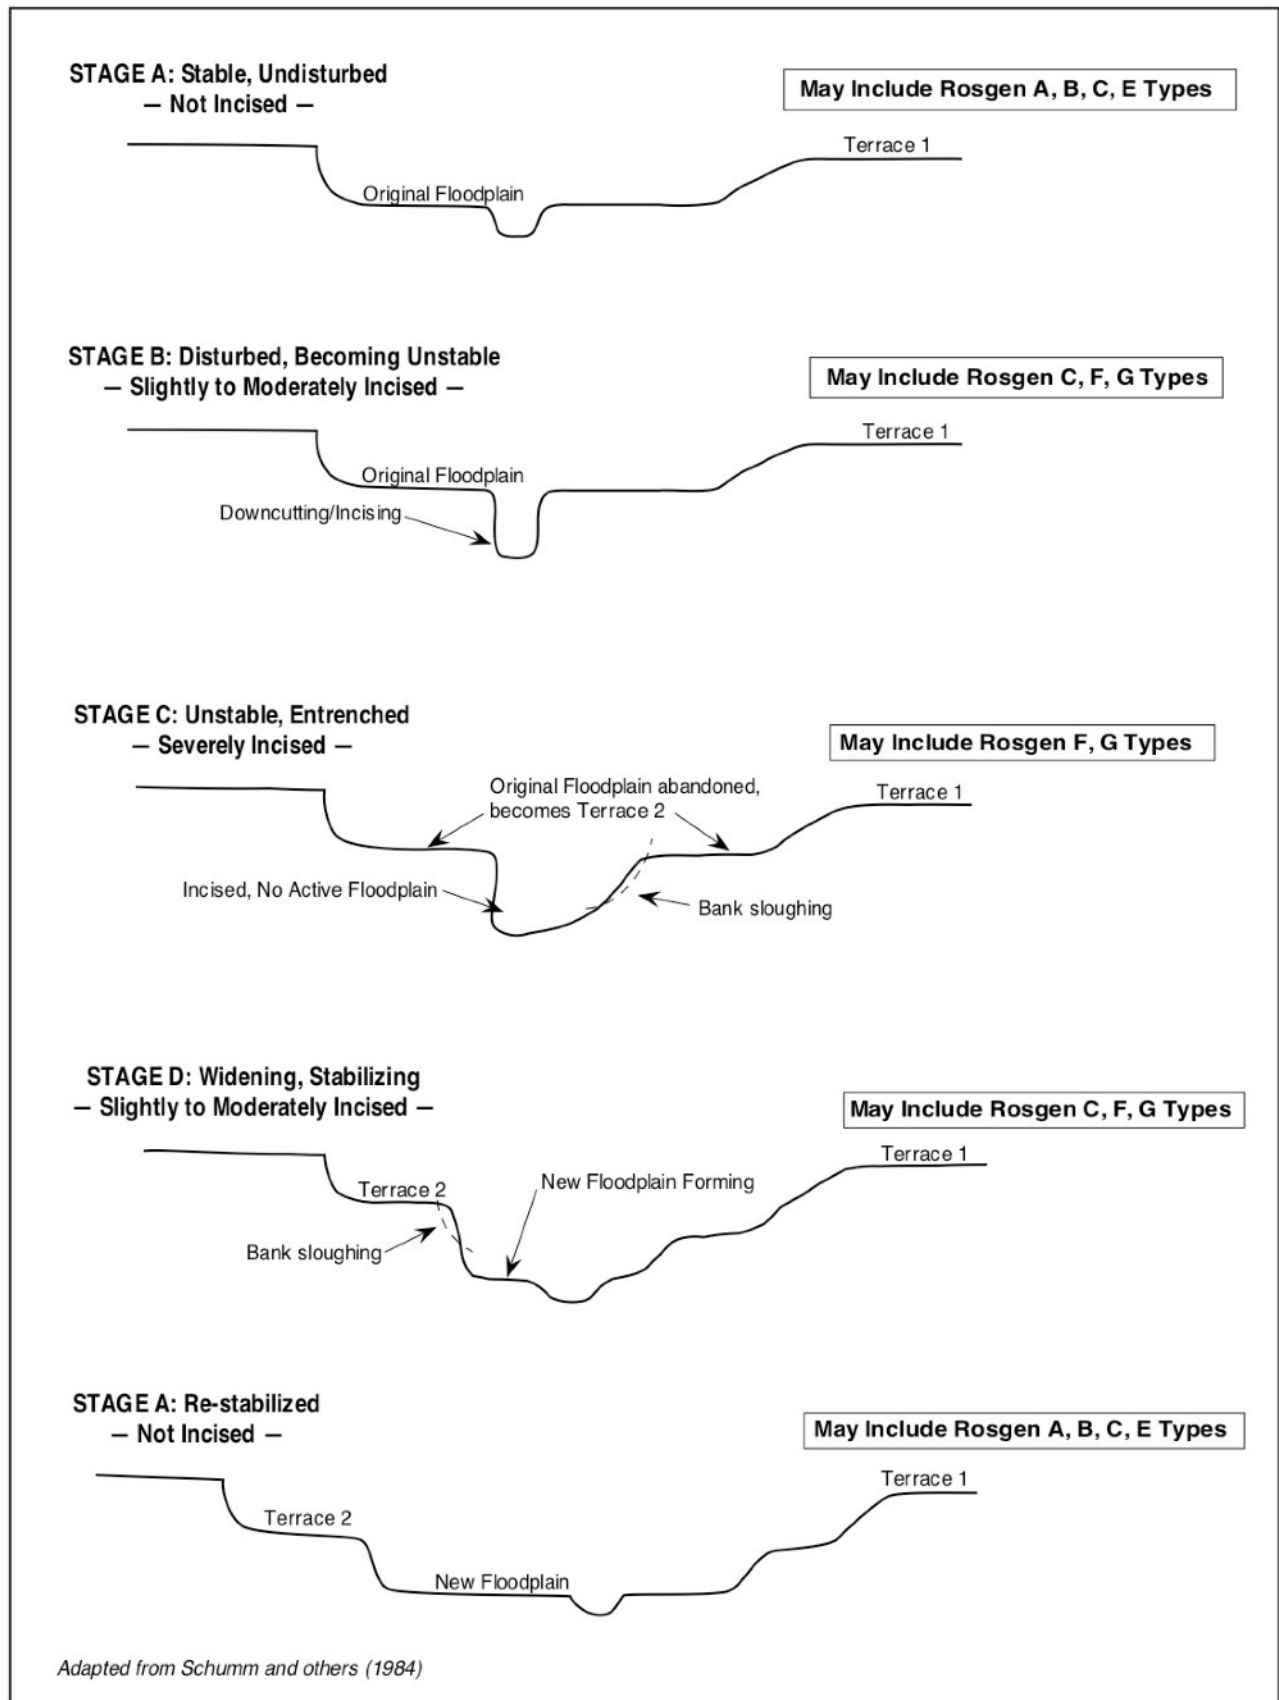 STAGE A: Stable, Undisturbed
— Not Incised —
May Include Rosgen A, B, C, E Types
Terrace 1
Original Floodplain
STAGE B: Disturbed, Becoming Unstable
— Slightly to Moderately Incised —
May Include Rosgen C, F, G Types
Terrace 1
Original Floodplain
Downcutting/Incising
STAGE C: Unstable, Entrenched
— Severely Incised —
May Include Rosgen F, G Types
Original Floodplain abandoned,
becomes Terrace 2
Terrace 1
Incised, No Active Floodplain
Bank sloughing
STAGE D: Widening, Stabilizing
— Slightly to Moderately Incised —
May Include Rosgen C, F, G Types
Terrace 1
Terrace 2
New Floodplain Forming
Bank sloughing
STAGE A: Re-stabilized
— Not Incised —
May Include Rosgen A, B, C, E Types
Terrace 1
Terrace 2
New Floodplain
Adapted from Schumm and others (1984)